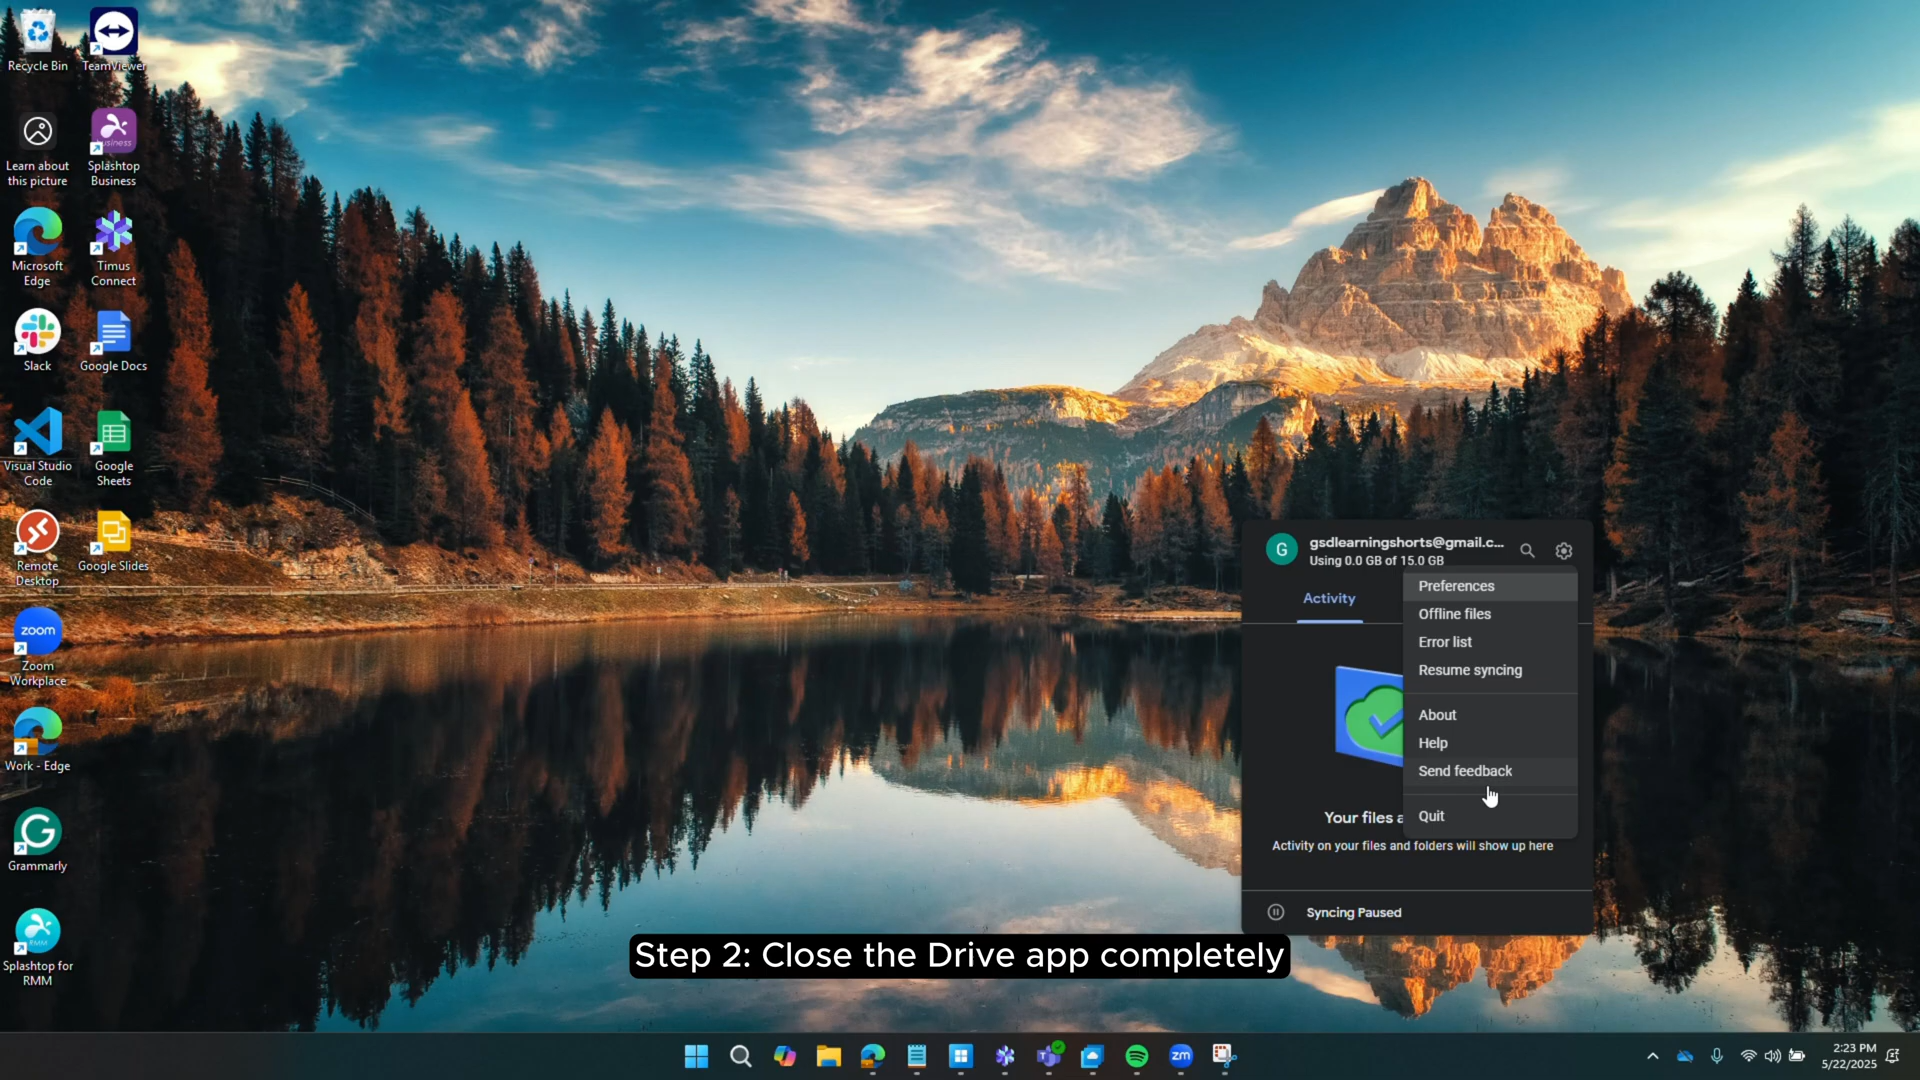 Recycle Bin
TeamViewer
Learn about
this picture
Splashtop
Business
Microsoft
Edge
Timus
Connect
Slack
Google Docs
Visual Studio
Code
Google
Sheets
Remote
Desktop
Google Slides
zoom
Zoom
Workplace
Work - Edge
Grammarly
RMM
Splashtop for
RMM
G
gsdlearningshorts@gmail.c...
Using 0.0 GB of 15.0 GB
Activity
Preferences
Offline files
Error list
Resume syncing
About
Help
Send feedback
Quit
Your files a
Activity on your files and folders will show up here
Syncing Paused
Step 2: Close the Drive app completely
zm
2:23 PM
5/22/2025